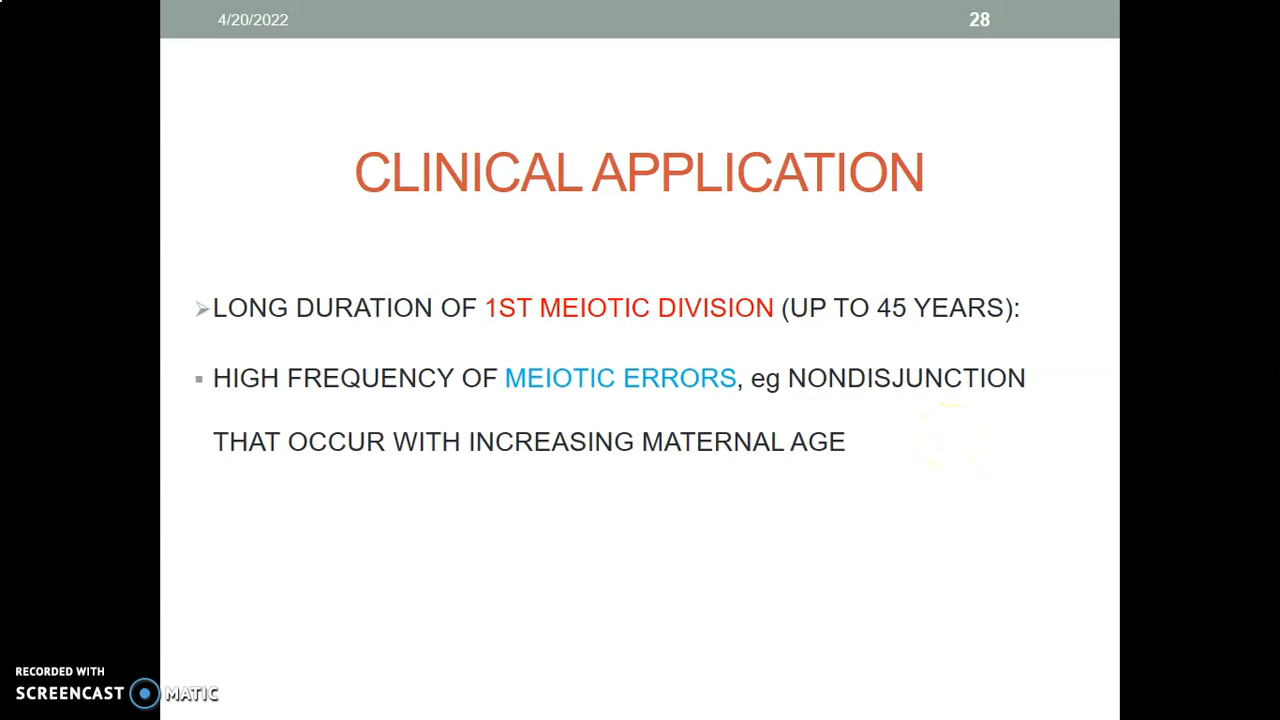 4/20/2022
28
CLINICAL APPLICATION
LONG DURATION OF 1ST MEIOTIC DIVISION (UP TO 45 YEARS):
HIGH FREQUENCY OF MEIOTIC ERRORS, eg NONDISJUNCTION
THAT OCCUR WITH INCREASING MATERNAL AGE
RECORDED WITH
SCREENCAST MATIC